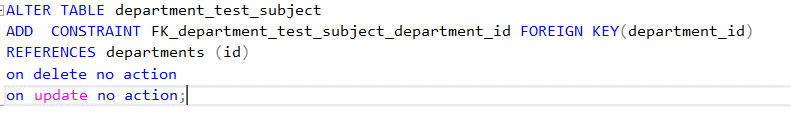 ALTER TABLE department_test_subject
ADD  CONSTRAINT FK_department_test_subject_department_id FOREIGN KEY(department_id)
REFERENCES departments (id)
on delete no action
on update no action;